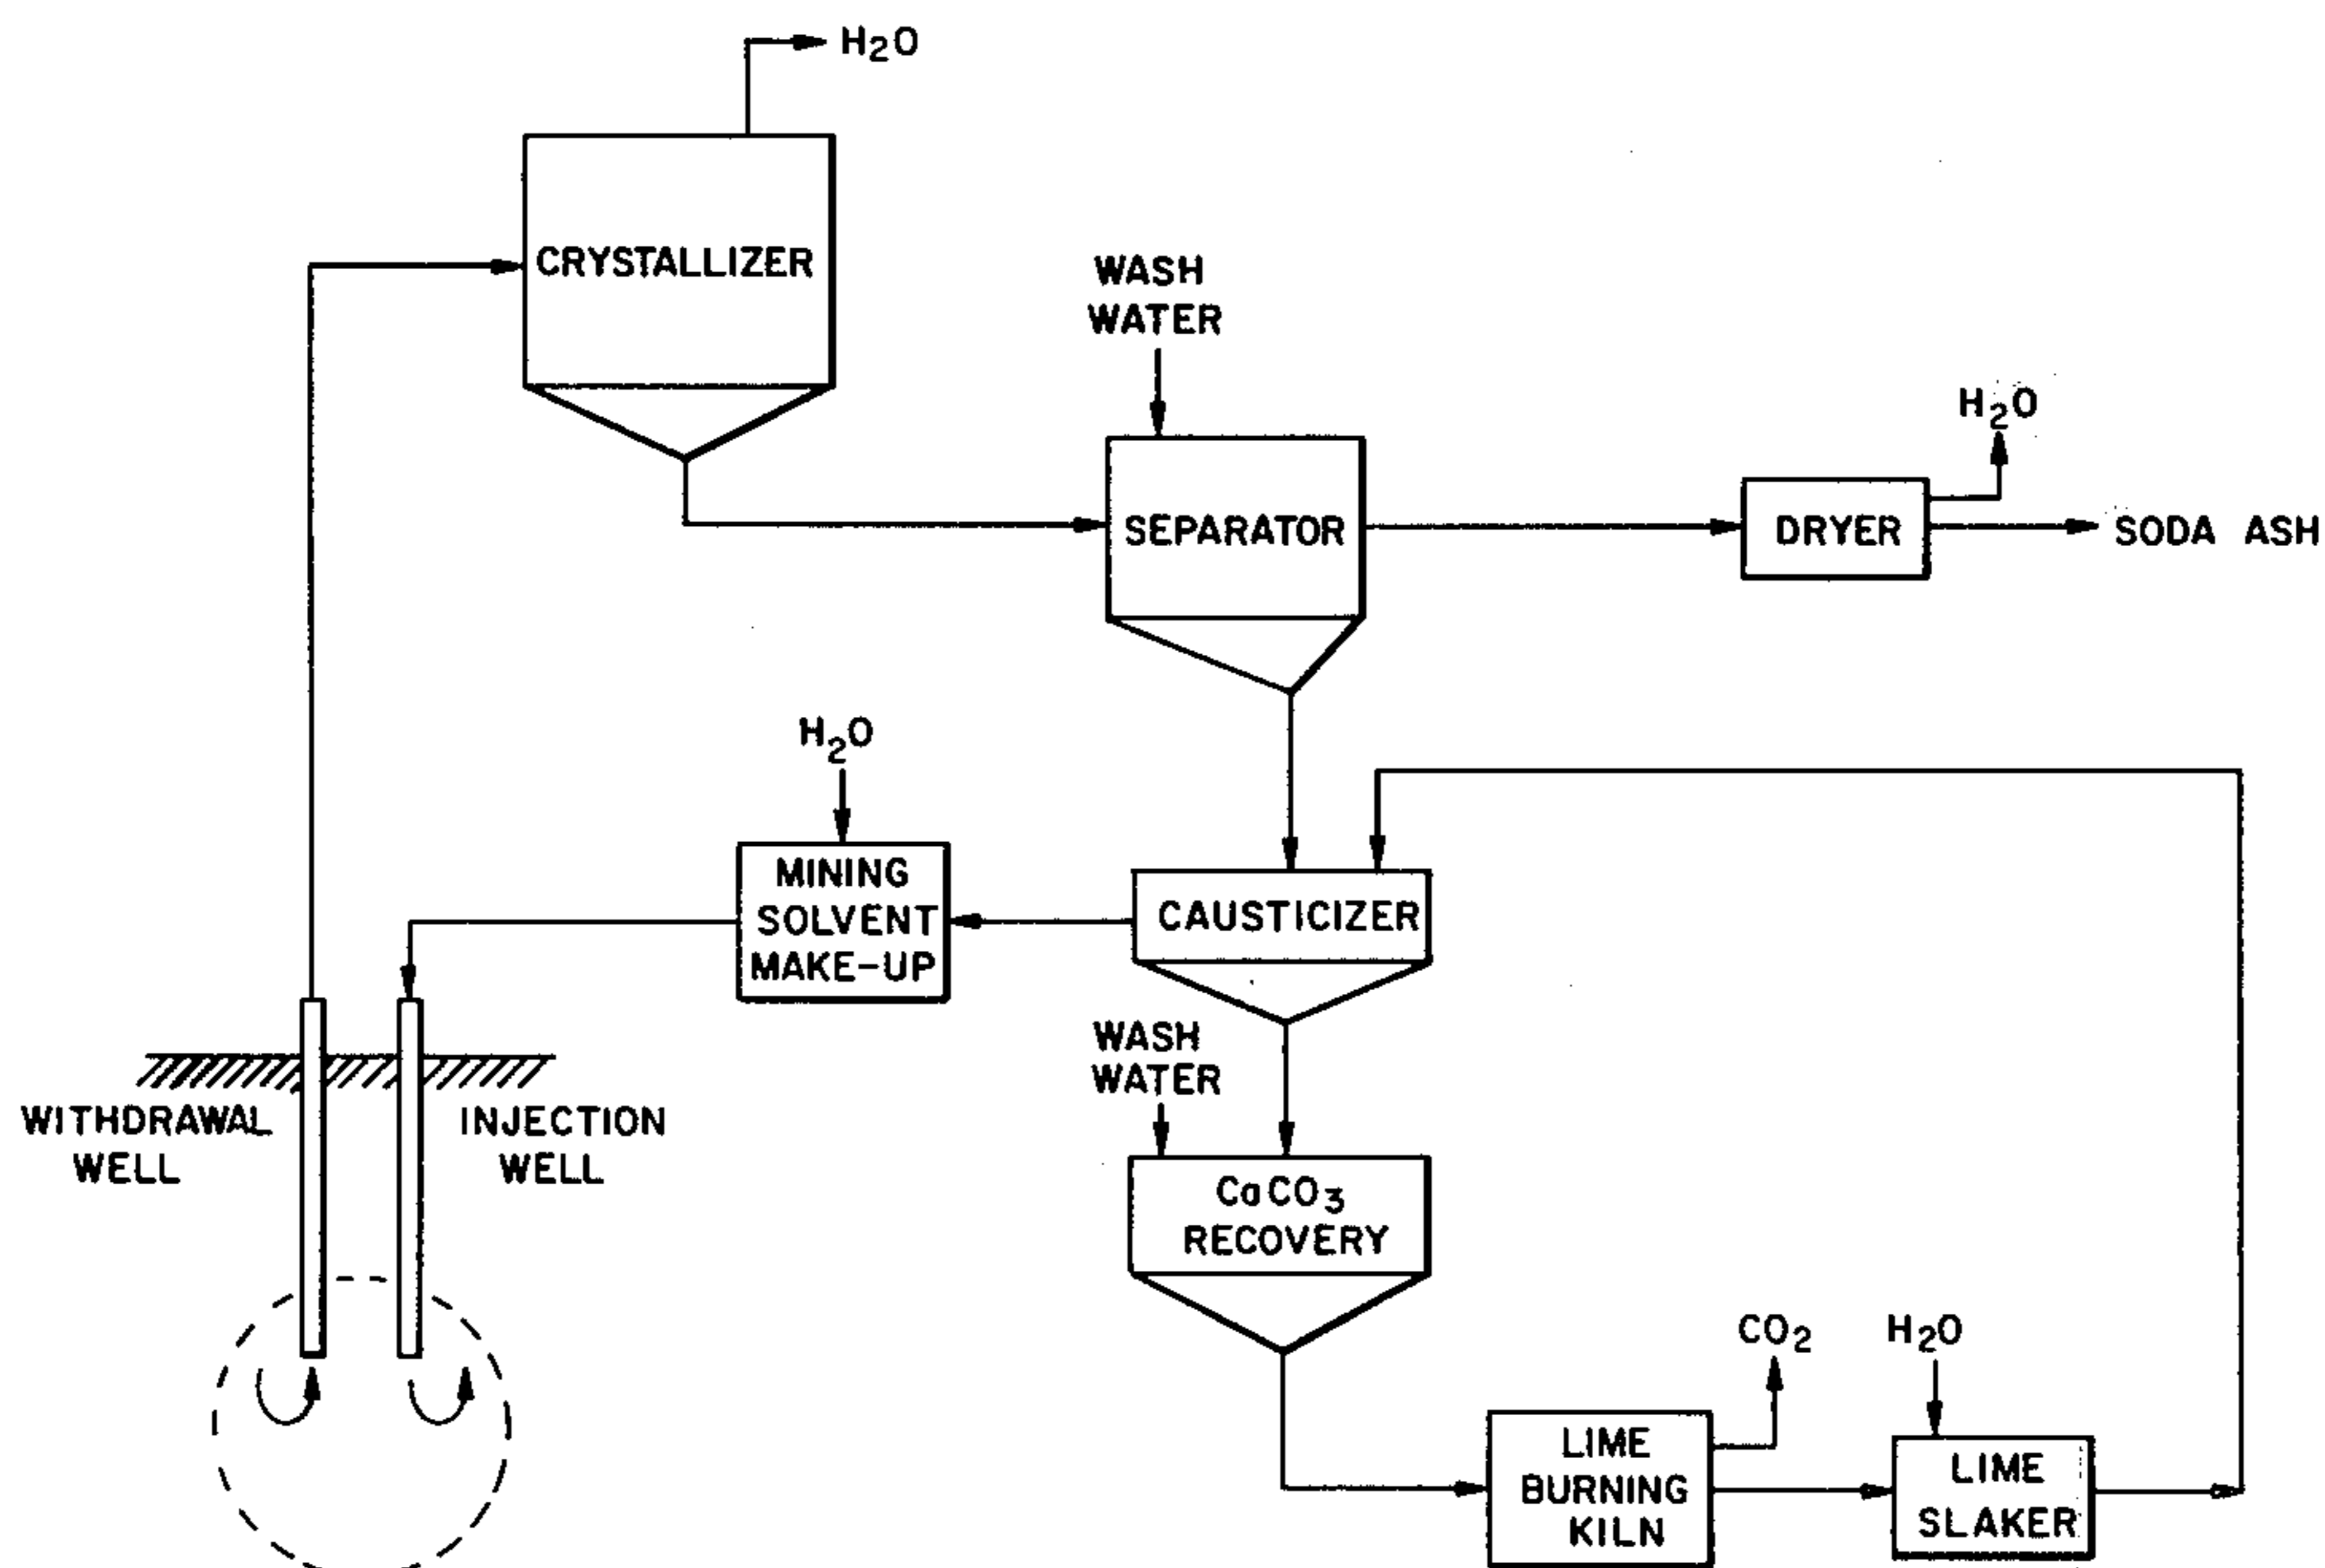 H2O
CRYSTALLIZER
WASH
WATER
H2O
SEPARATOR
DRYER
SODA ASH
H2O
MINING
SOLVENT
MAKE-UP
CAUSTICIZER
WASH
WATER
WITHDRAWAL
WELL
INJECTION
WELL
CaCO3
RECOVERY
CO2
H2O
LIME
BURNING
KILN
LIME
SLAKER